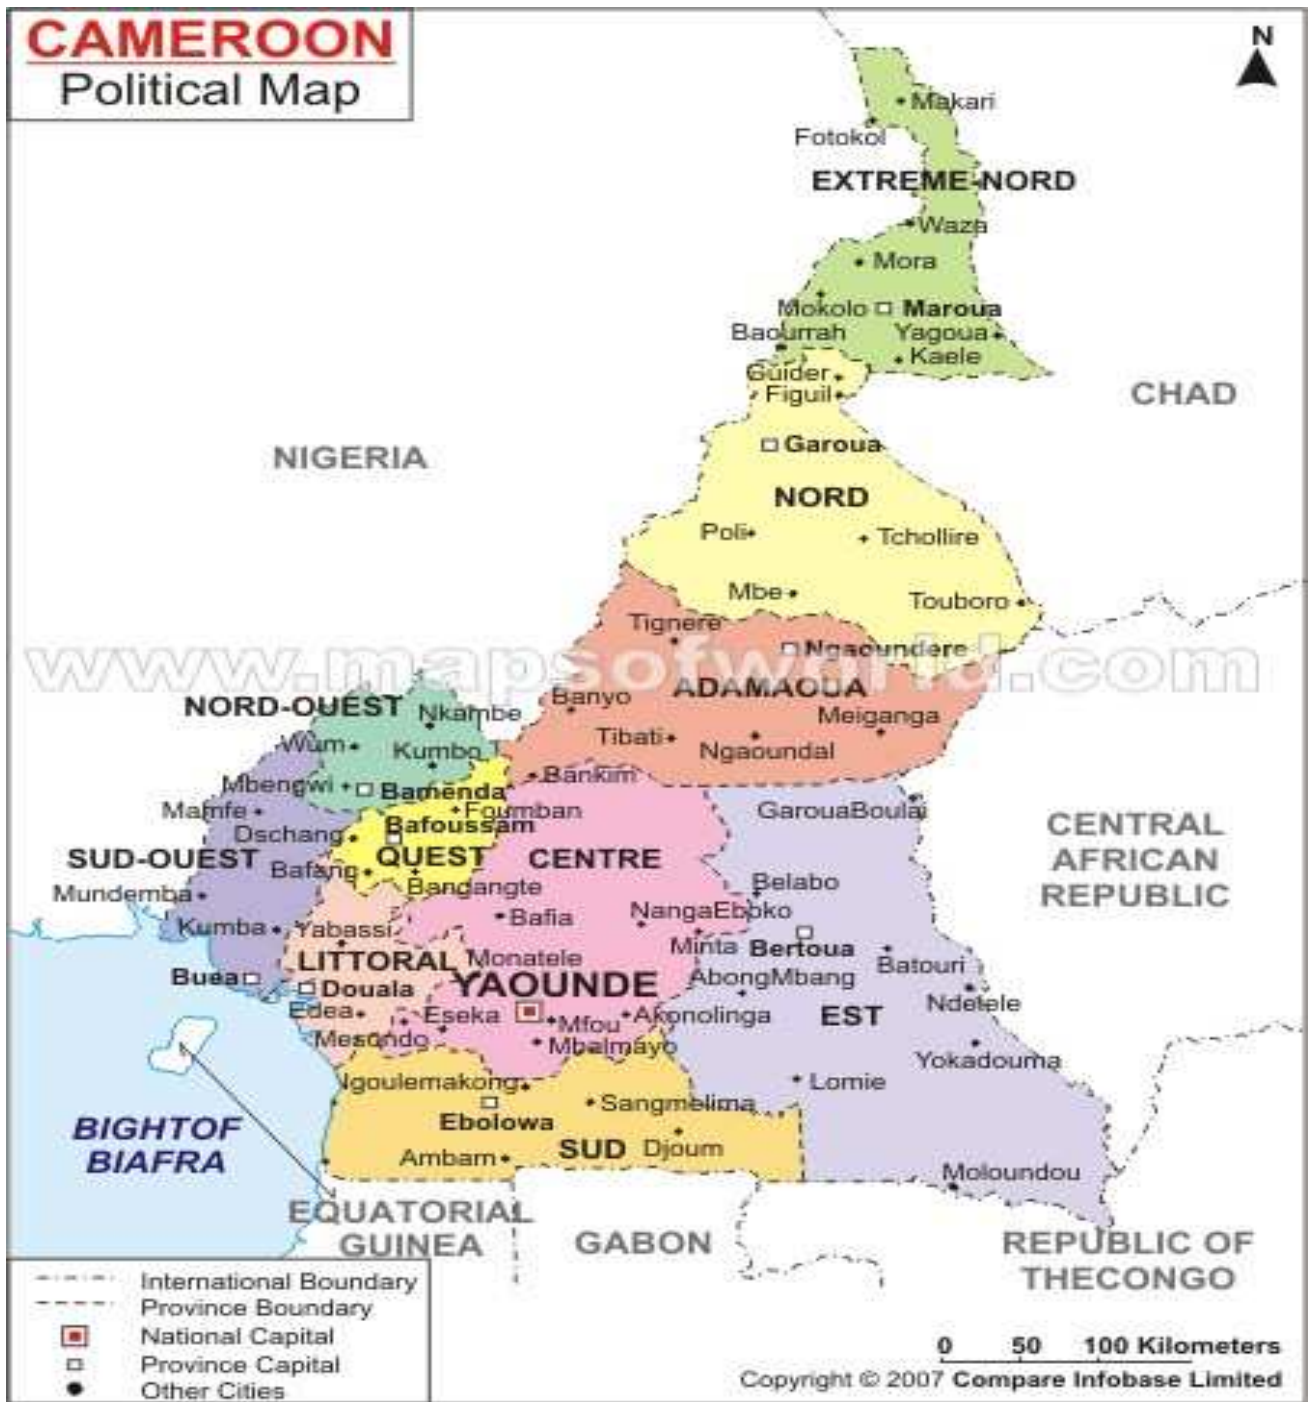 CAMEROON
Political Map
N
Makari
Fotokol
EXTREME-NORD
Waza
Mora
Mokolo
Maroua
Baourrah
Yagoua
Kaele
Guider
Figuil
CHAD
Garoua
NIGERIA
NORD
Poli
Tchollire
Mbe
Touboro
Tignere
Ngaoundere
www.mapsofworld.com
ADAMAOUA
Banyo
NORD-OUEST
Nkambe
Meiganga
Wum
Kumbo
Tibati
Ngaoundal
Bankim
Mbengwi
Bamenda
Mamfe
Foumban
GarouaBoulai
Dschang
Bafoussam
CENTRAL
AFRICAN
REPUBLIC
SUD-OUEST
QUEST
CENTRE
Bafang
Bangangte
Belabo
Mundemba
Bafia
NangaEboko
Kumba
Yabassi
Minta
Bertoua
LITTORAL
Monatele
Batouri
Buea
Douala
YAOUNDE
AbongMbang
Ndetele
Edea
Eseka
Mfou
Akonolinga
EST
Mesondo
Mbalmayo
Yokadouma
Ngoulemakong
Lomie
Ebolowa
Sangmelima
BIGHTOF
BIAFRA
Ambam
SUD
Djoum
Moloundou
EQUATORIAL
GUINEA
GABON
REPUBLIC OF
THECONGO
International Boundary
Province Boundary
National Capital
Province Capital
Other Cities
0 50 100 Kilometers
Copyright © 2007 Compare Infobase Limited